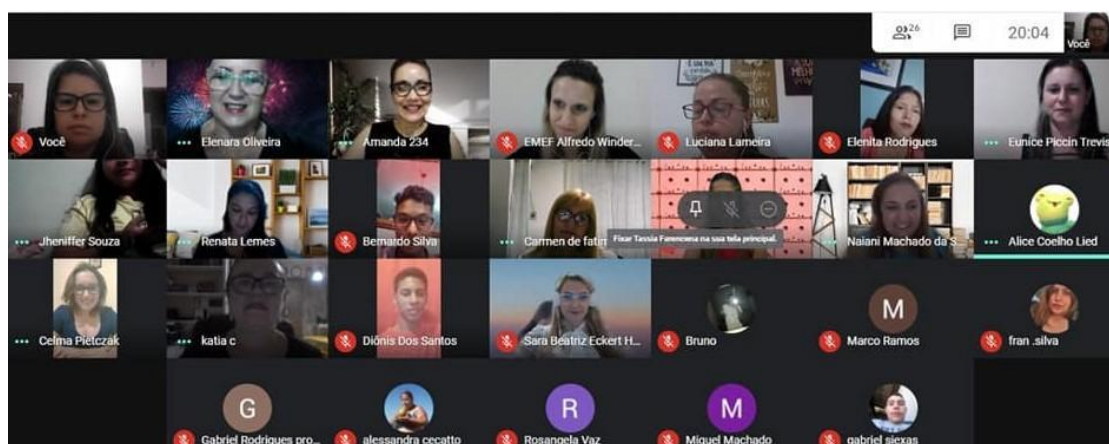 26
20:04
Você
Você
Elenara Oliveira
Amanda 234
EMEF Alfredo Winder...
Luciana Lameira
Elenita Rodrigues
Eunice Piccin Trevis
Jheniffer Souza
Renata Lemes
Bernardo Silva
Carmen de fatim
Fixar Tassia Farencena na sua tela principal.
Naiani Machado da S...
Alice Coelho Lied
Celma Pietczak
katia c
Diônis Dos Santos
Sara Beatriz Eckert H...
Bruno
M
Marco Ramos
fran .silva
G
Gabriel Rodrigues pro...
alessandra cecatto
R
Rosangela Vaz
M
Miguel Machado
gabriel siexas